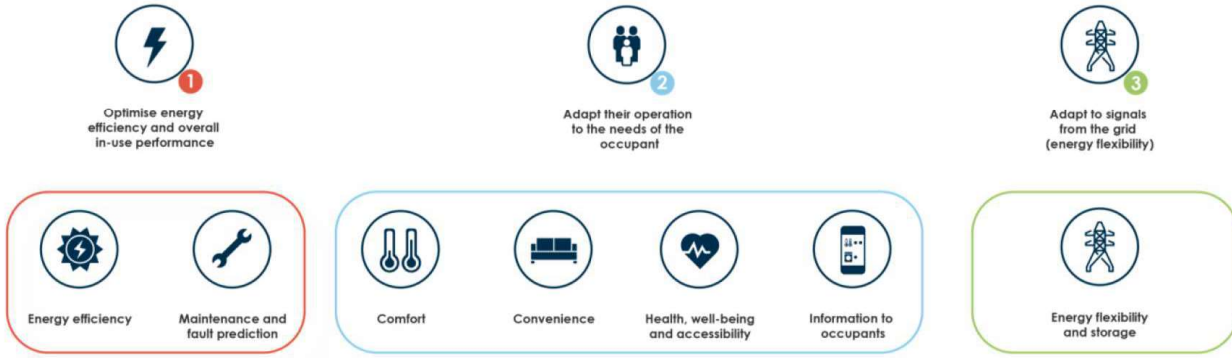 1
Optimise energy
efficiency and overall
in-use performance
2
Adapt their operation
to the needs of the
occupant
3
Adapt to signals
from the grid
(energy flexibility)
Energy efficiency
Maintenance and
fault prediction
Comfort
Convenience
Health, well-being
and accessibility
Information to
occupants
Energy flexibility
and storage